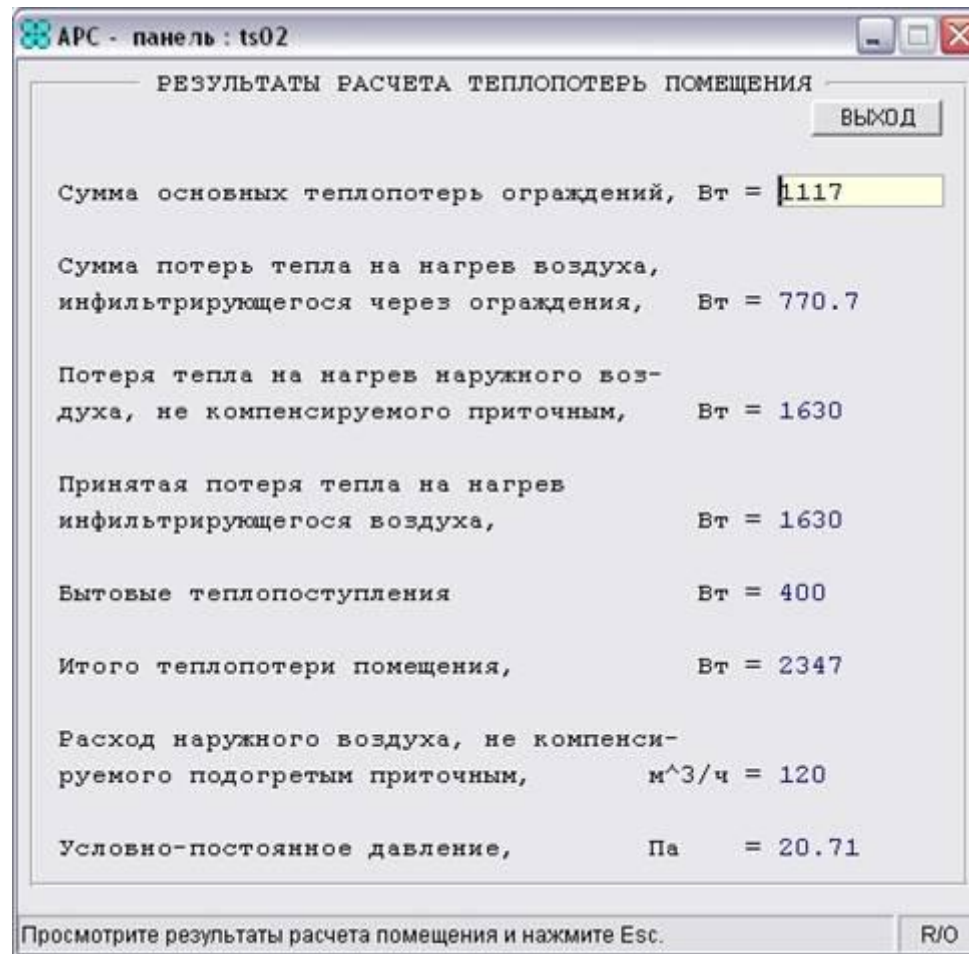 АРС - панель : ts02
РЕЗУЛЬТАТЫ РАСЧЕТА ТЕПЛОПОТЕРЬ ПОМЕЩЕНИЯ
ВЫХОД
Сумма основных теплопотерь ограждений, Вт = 1117
Сумма потерь тепла на нагрев воздуха,
инфильтрирующегося через ограждения, Вт = 770.7
Потеря тепла на нагрев наружного воз-
духа, не компенсируемого приточным, Вт = 1630
Принятая потеря тепла на нагрев
инфильтрирующегося воздуха, Вт = 1630
Бытовые теплопоступления Вт = 400
Итого теплопотери помещения, Вт = 2347
Расход наружного воздуха, не компенси-
руемого подогретым приточным, м^3/ч = 120
Условно-постоянное давление, Па = 20.71
Просмотрите результаты расчета помещения и нажмите Esc. R/O